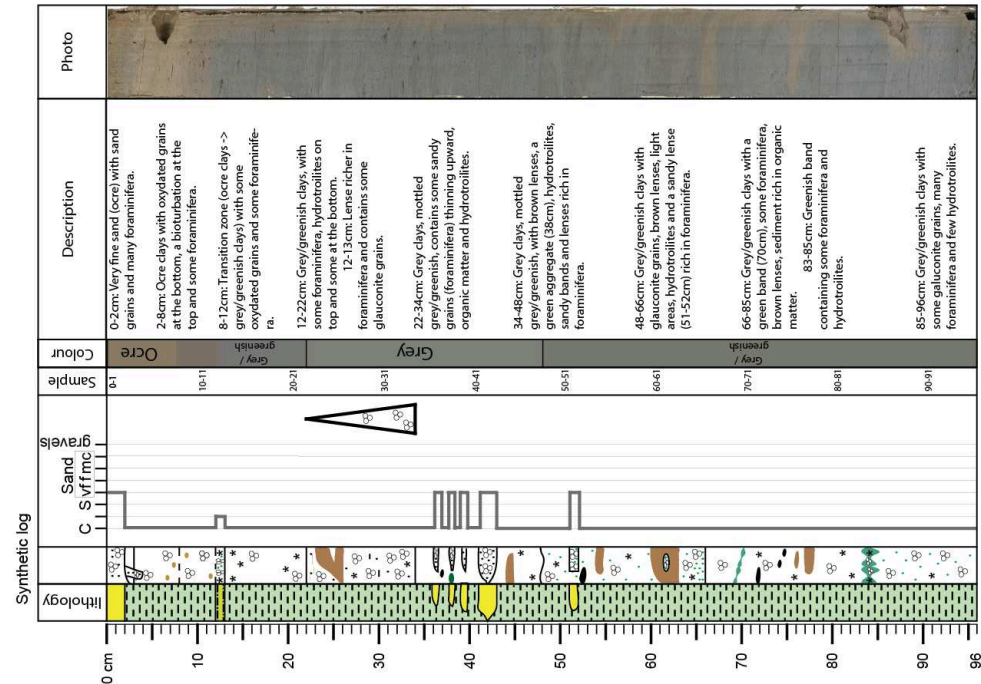 Synthetic log
lithology
C S vf f m c
Sand
gravels
Sample
Colour
Description
Photo
0 cm
10
20
30
40
50
60
70
80
90
96
0-1
10-11
20-21
30-31
40-41
50-51
60-61
70-71
80-81
90-91
Ocre
Grey /
greenish
Grey
Grey /
greenish
0-2cm: Very fine sand (ocre) with sand
grains and many foraminifera.
2-8cm: Ocre clays with oxydated grains
at the bottom, a bioturbation at the
top and some foraminifera.
8-12cm: Transition zone (ocre clays ->
grey/greenish clays) with some
oxydated grains and some foraminife-
ra.
12-22cm: Grey/greenish clays, with
some foraminifera, hydrotroilites on
top and some at the bottom.
12-13cm: Lense richer in
foraminifera and contains some
glauconite grains.
22-34cm: Grey clays, mottled
grey/greenish, contains some sandy
grains (foraminifera) thinning upward,
organic matter and hydrotroilites.
34-48cm: Grey clays, mottled
grey/greenish, with brown lenses, a
green aggregate (38cm), hydrotroilites,
sandy bands and lenses rich in
foraminifera.
48-66cm: Grey/greenish clays with
glauconite grains, brown lenses, light
areas, hydrotroilites and a sandy lense
(51-52cm) rich in foraminifera.
66-85cm: Grey/greenish clays with a
green band (70cm), some foraminifera,
brown lenses, sediment rich in organic
matter.
83-85cm: Greenish band
containing some foraminifera and
hydrotroilites.
85-96cm: Grey/greenish clays with
some galuconite grains, many
foraminifera and few hydrotroilites.